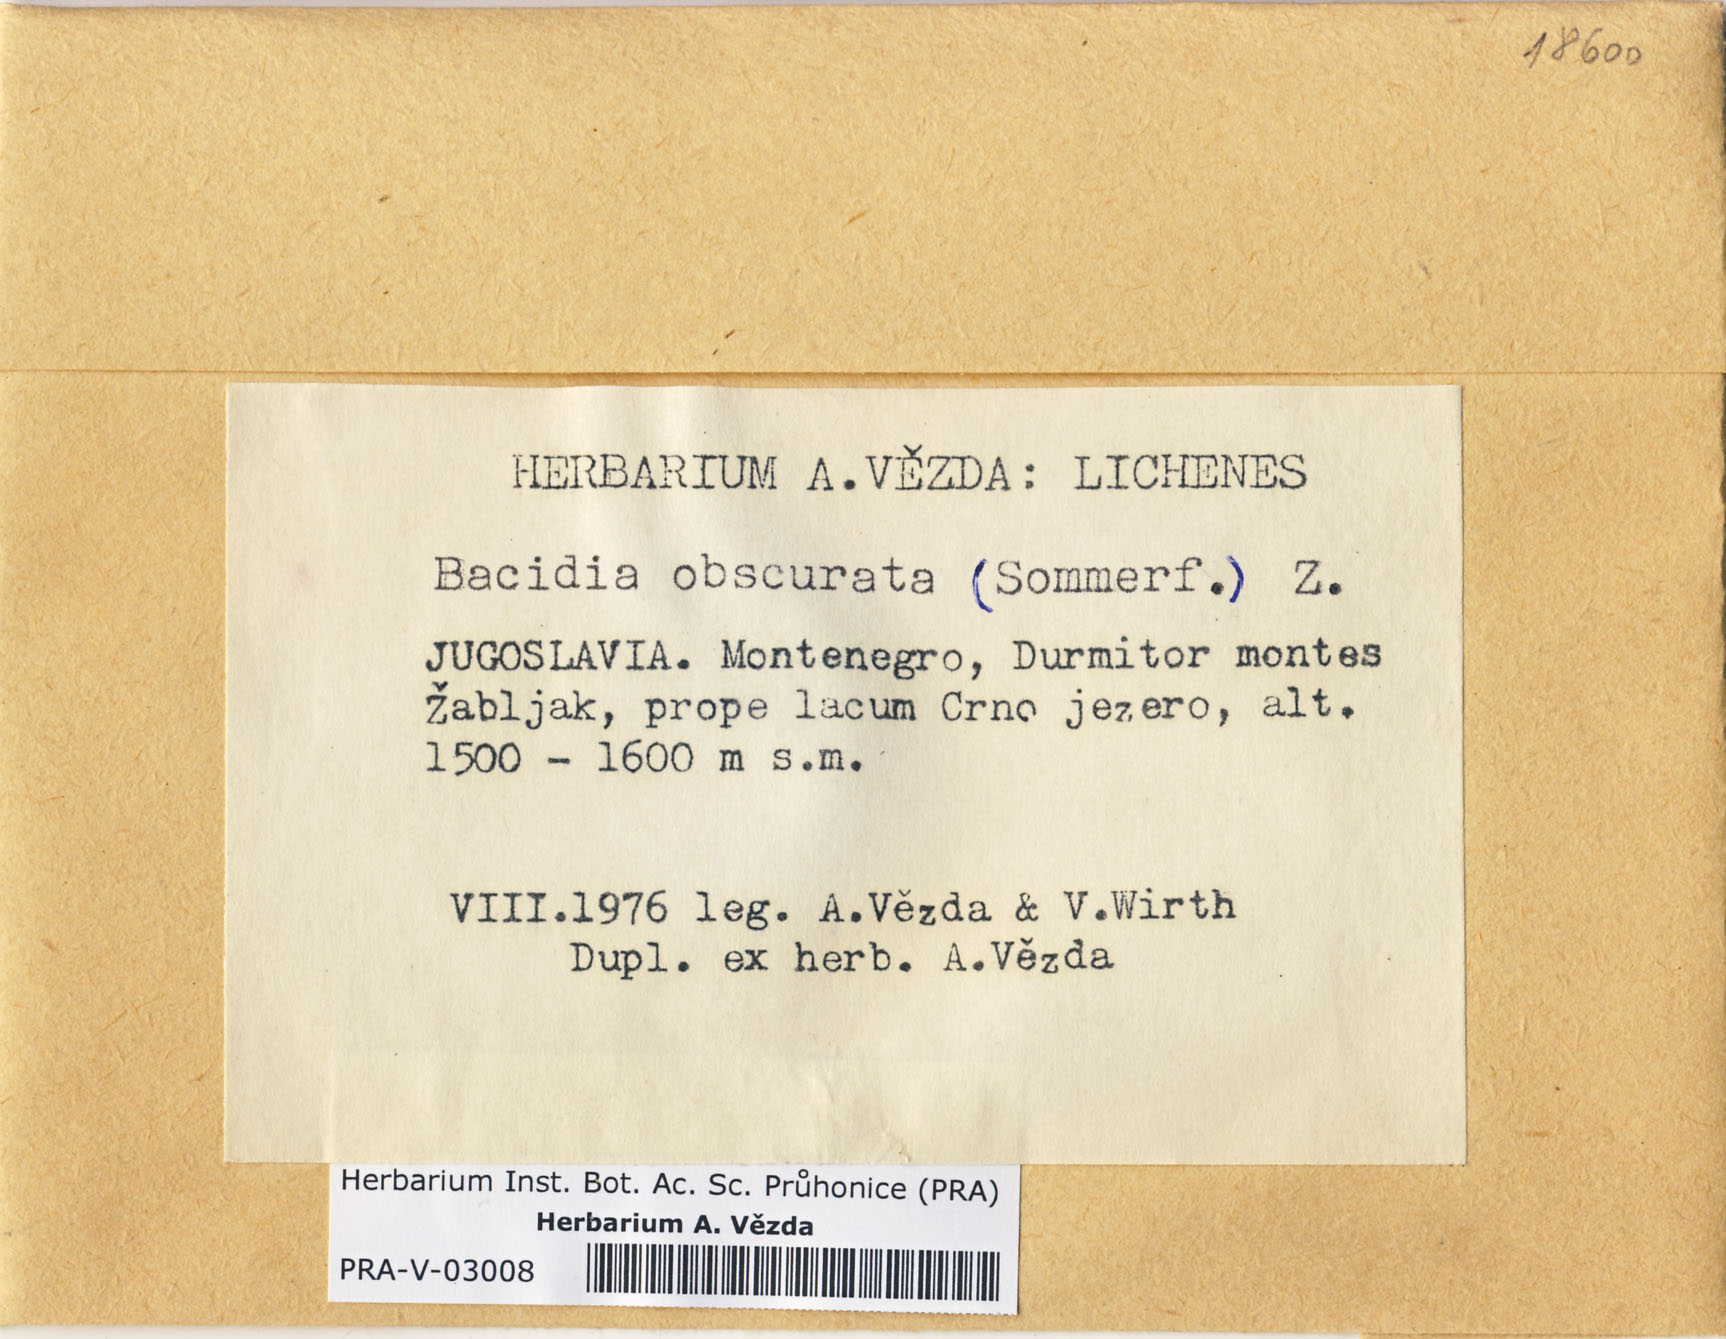 18600
HERBARIUM A.VĚZDA: LICHENES
Bacidia obscurata (Sommerf.) Z.
JUGOSLAVIA. Montenegro, Durmitor montes
Žabljak, prope lacum Crno jezero, alt.
1500 - 1600 m s.m.
VIII.1976 leg. A.Vězda & V.Wirth
Dupl. ex herb. A.Vězda
Herbarium Inst. Bot. Ac. Sc. Průhonice (PRA)
Herbarium A. Vězda
PRA-V-03008